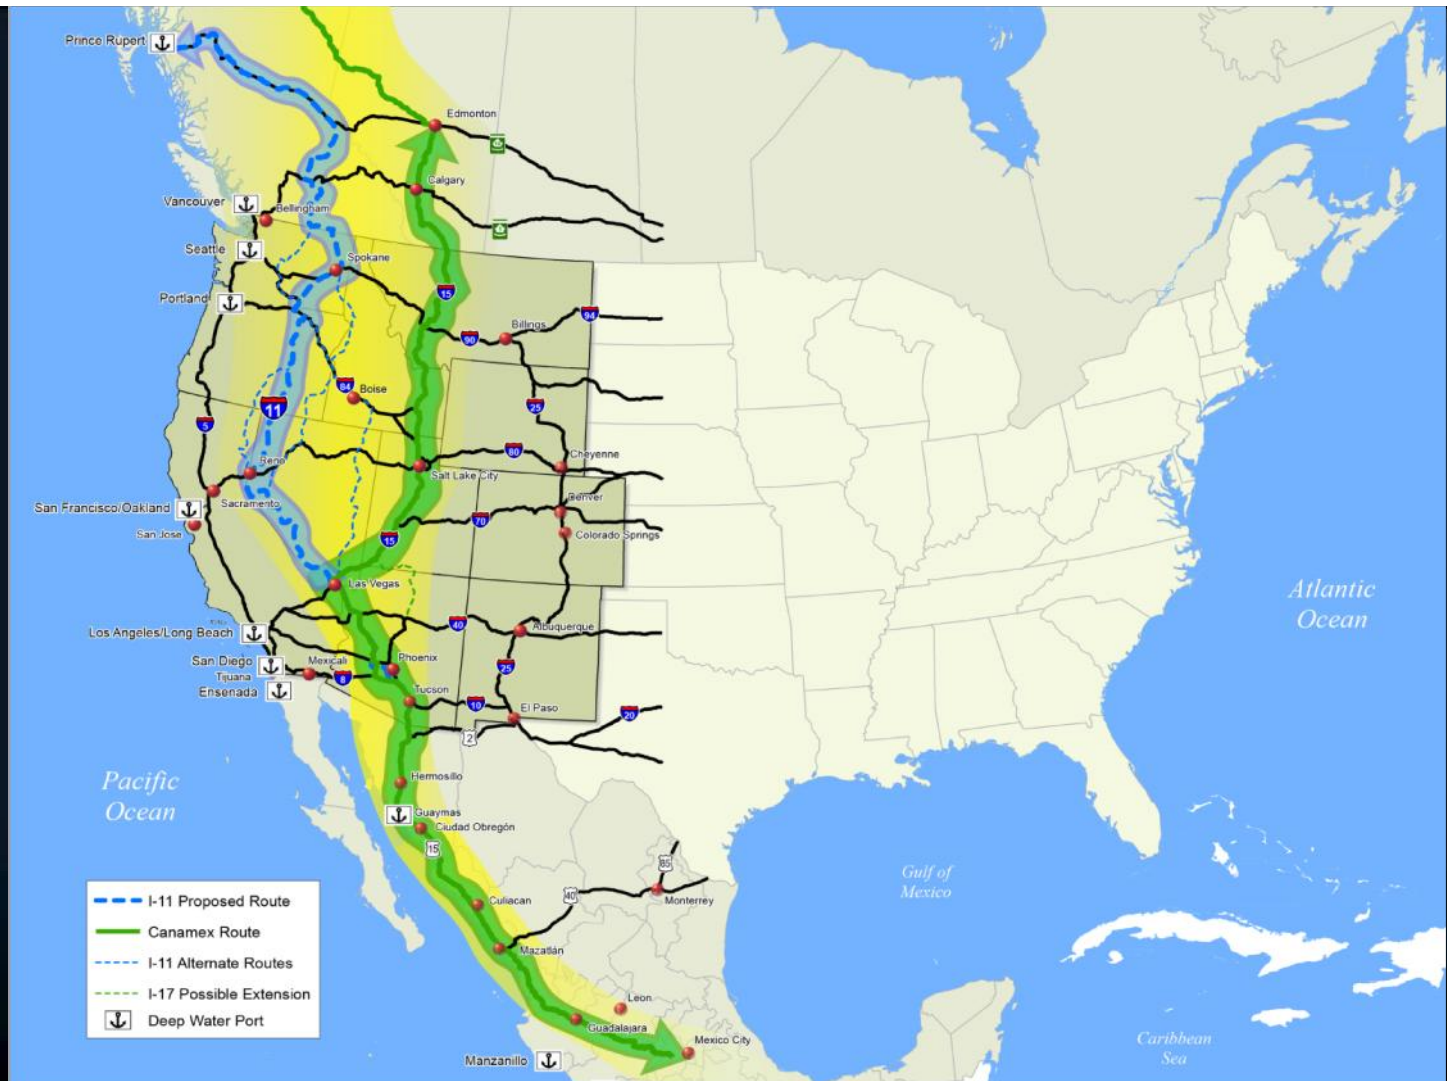 Prince Rupert
Edmonton
Calgary
Vancouver
Bellingham
Seattle
Spokane
Portland
15
94
Billings
90
84
Boise
25
11
5
80
Cheyenne
Reno
Salt Lake City
Sacramento
Denver
San Francisco/Oakland
70
San Jose
15
Colorado Springs
Las Vegas
Atlantic
Ocean
40
Albuquerque
Los Angeles/Long Beach
San Diego
Mexicali
Phoenix
25
Tijuana
8
Ensenada
Tucson
10
El Paso
20
2
Hermosillo
Pacific
Ocean
Guaymas
Ciudad Obregón
15
85
Gulf of
Mexico
40
Monterrey
Culiacan
I-11 Proposed Route
Canamex Route
I-11 Alternate Routes
I-17 Possible Extension
Deep Water Port
Mazatlán
Leon
Guadalajara
Mexico City
Manzanillo
Caribbean
Sea